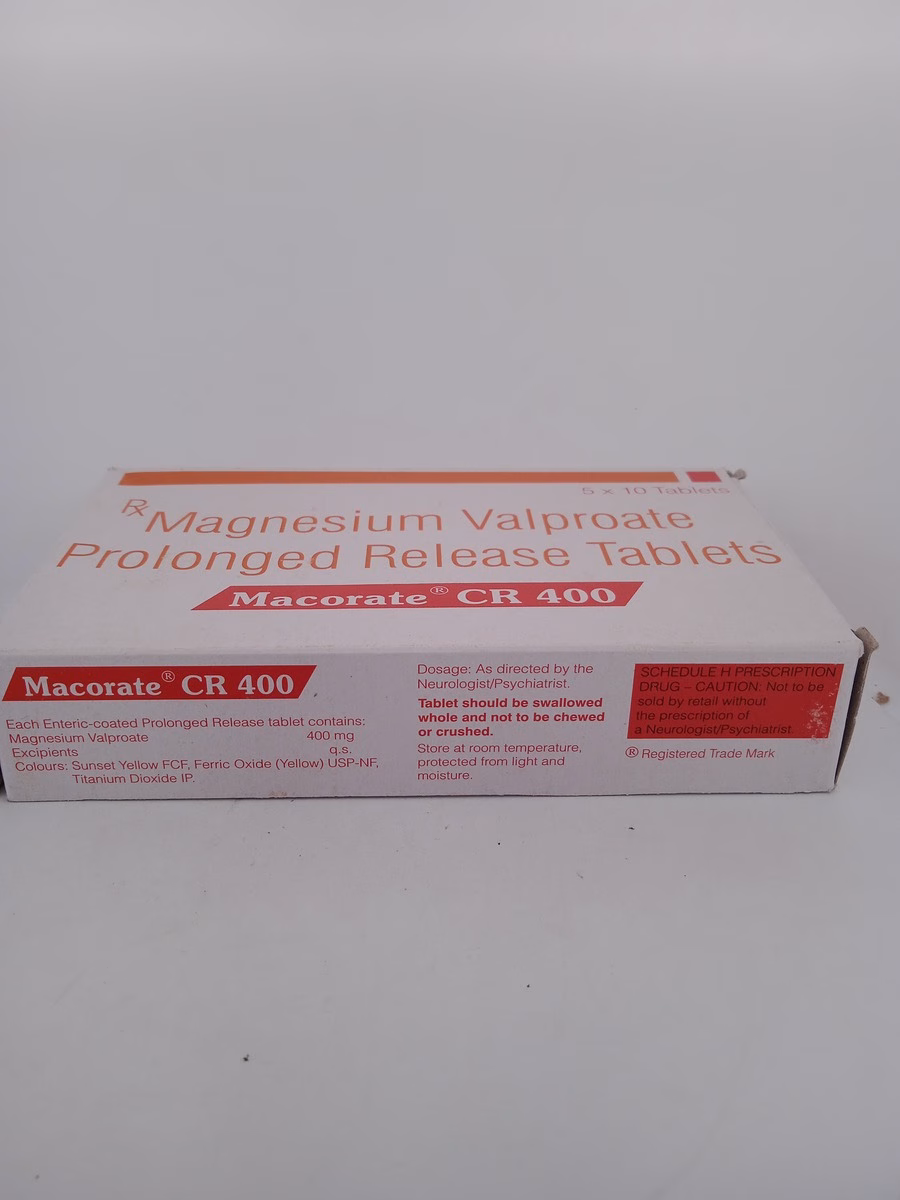 5 x 10 Tablets
Rx Magnesium Valproate
Prolonged Release Tablets
Macorate® CR 400
Macorate® CR 400
Each Enteric-coated Prolonged Release tablet contains:
Magnesium Valproate 400 mg
Excipients q.s.
Colours: Sunset Yellow FCF, Ferric Oxide (Yellow) USP-NF,
Titanium Dioxide IP.
Dosage: As directed by the
Neurologist/Psychiatrist.
Tablet should be swallowed
whole and not to be chewed
or crushed.
Store at room temperature,
protected from light and
moisture.
SCHEDULE H PRESCRIPTION
DRUG – CAUTION: Not to be
sold by retail without
the prescription of
a Neurologist/Psychiatrist.
® Registered Trade Mark